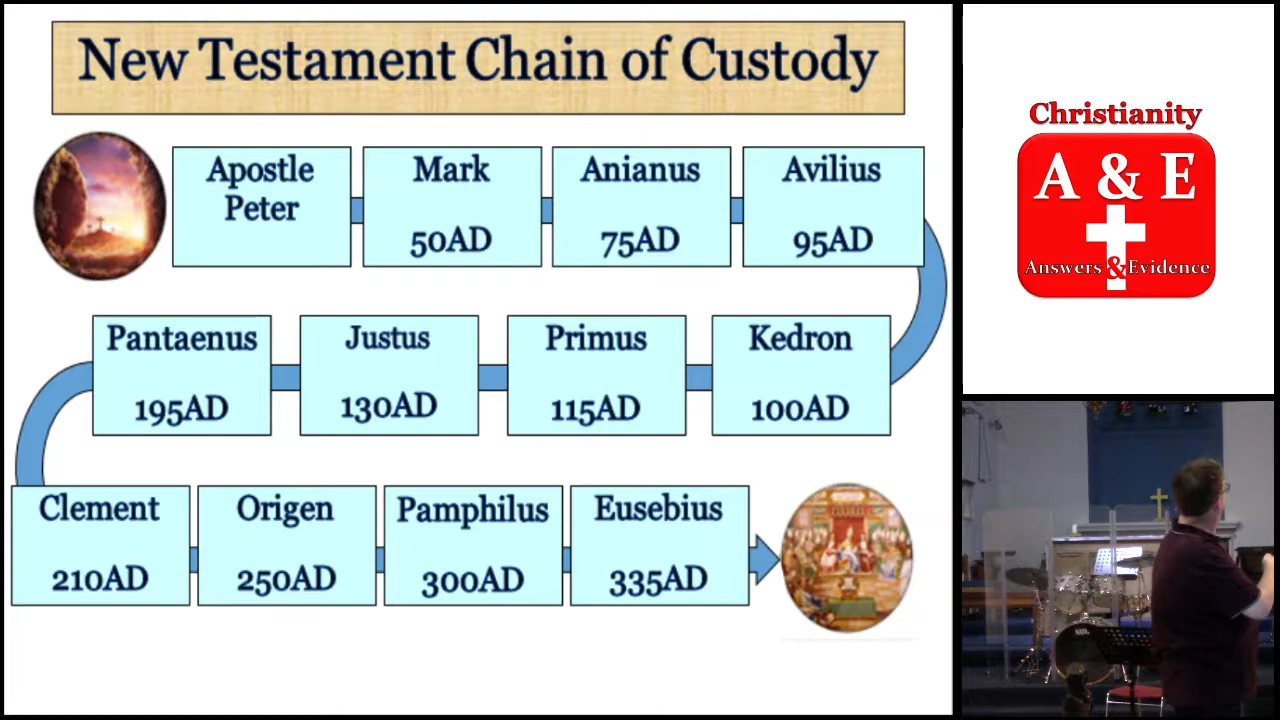 New Testament Chain of Custody
Apostle
Peter
Mark
50AD
Anianus
75AD
Avilius
95AD
Pantaenus
195AD
Justus
130AD
Primus
115AD
Kedron
100AD
Clement
210AD
Origen
250AD
Pamphilus
300AD
Eusebius
335AD
Christianity
A & E
Answers & Evidence